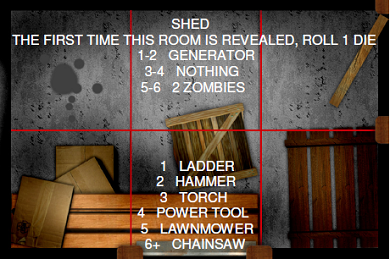 SHED
THE FIRST TIME THIS ROOM IS REVEALED, ROLL 1 DIE
1-2 GENERATOR
3-4 NOTHING
5-6 2 ZOMBIES
1 LADDER
2 HAMMER
3 TORCH
4 POWER TOOL
5 LAWNMOWER
6+ CHAINSAW